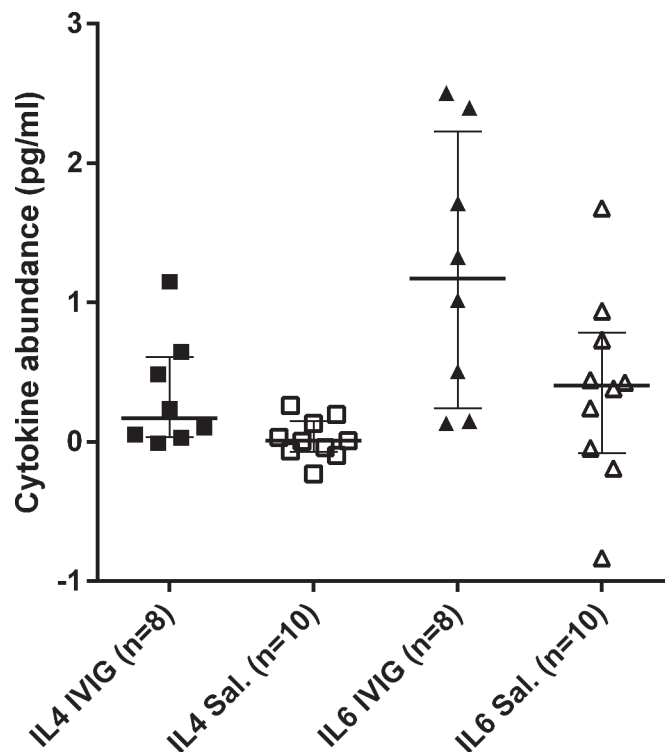 3
2
1
0
-1
Cytokine abundance (pg/ml)
IL4 IVIG (n=8)
IL4 Sal. (n=10)
IL6 IVIG (n=8)
IL6 Sal. (n=10)